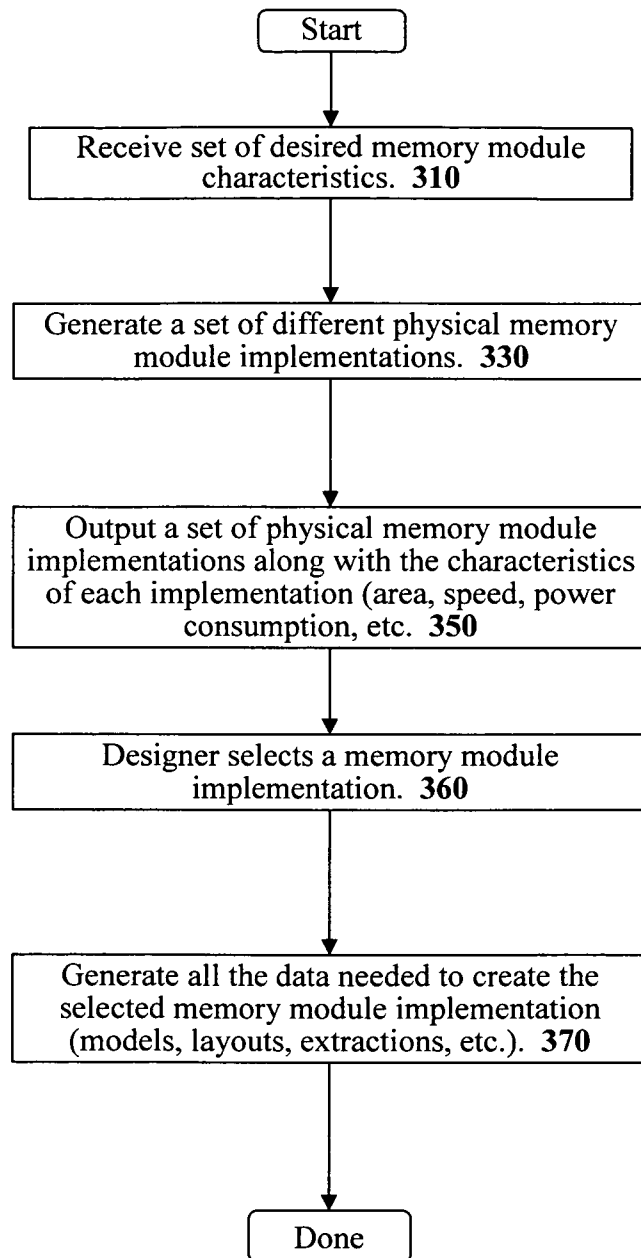 Start
Receive set of desired memory module
characteristics. 310
Generate a set of different physical memory
module implementations. 330
Output a set of physical memory module
implementations along with the characteristics
of each implementation (area, speed, power
consumption, etc. 350
Designer selects a memory module
implementation. 360
Generate all the data needed to create the
selected memory module implementation
(models, layouts, extractions, etc.). 370
Done